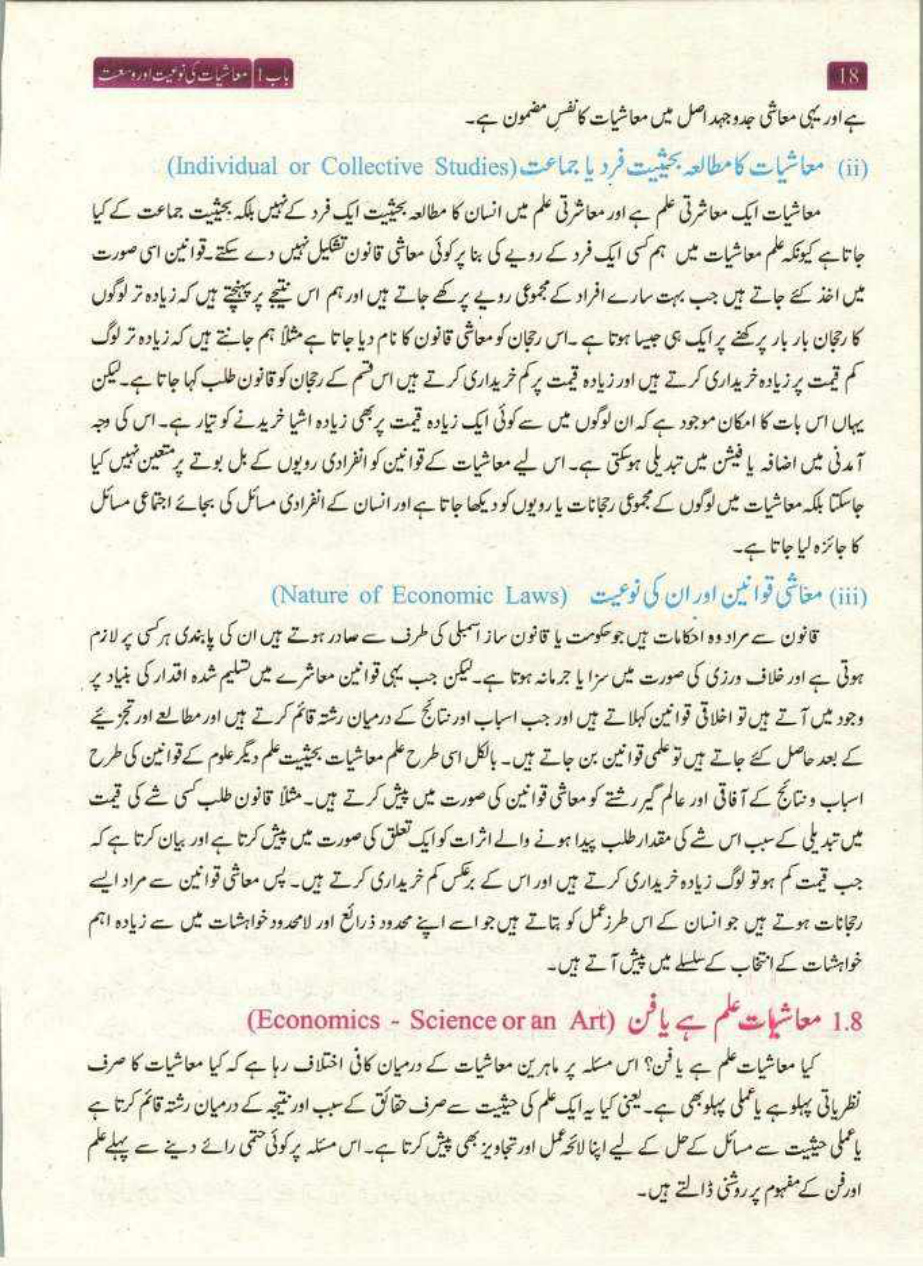 18
باب 1 معاشیات کی نوعیت اور وسعت
ہے اور یہی معاشی جدوجہد اصل میں معاشیات کا نفسِ مضمون ہے۔
(ii) معاشیات کا مطالعہ بحیثیت فرد یا جماعت (Individual or Collective Studies)
معاشیات ایک معاشرتی علم ہے اور معاشرتی علم میں انسان کا مطالعہ بحیثیت ایک فرد کے نہیں بلکہ بحیثیت جماعت کے کیا
جاتا ہے کیونکہ علم معاشیات میں ہم کسی ایک فرد کے رویے کی بنا پر کوئی معاشی قانون تشکیل نہیں دے سکتے۔ قوانین اسی صورت
میں اخذ کئے جاتے ہیں جب بہت سارے افراد کے مجموعی رویے پرکھے جاتے ہیں اور ہم اس نتیجے پر پہنچتے ہیں کہ زیادہ تر لوگوں
کا رجحان بار بار پرکھنے پر ایک ہی جیسا ہوتا ہے ۔اس رجحان کو معاشی قانون کا نام دیا جاتا ہے مثلاً ہم جانتے ہیں کہ زیادہ تر لوگ
کم قیمت پر زیادہ خریداری کرتے ہیں اور زیادہ قیمت پر کم خریداری کرتے ہیں اس قسم کے رجحان کو قانون طلب کہا جاتا ہے۔ لیکن
یہاں اس بات کا امکان موجود ہے کہ ان لوگوں میں سے کوئی ایک زیادہ قیمت پر بھی زیادہ اشیا خریدنے کو تیار ہے۔ اس کی وجہ
آمدنی میں اضافہ یا فیشن میں تبدیلی ہوسکتی ہے۔ اس لیے معاشیات کے قوانین کو انفرادی رویوں کے بل بوتے پر متعین نہیں کیا
جاسکتا بلکہ معاشیات میں لوگوں کے مجموعی رجحانات یا رویوں کو دیکھا جاتا ہے اور انسان کے انفرادی مسائل کی بجائے اجتماعی مسائل
کا جائزہ لیا جاتا ہے۔
(iii) معاشی قوانین اور ان کی نوعیت (Nature of Economic Laws)
قانون سے مراد وہ احکامات ہیں جو حکومت یا قانون ساز اسمبلی کی طرف سے صادر ہوتے ہیں ان کی پابندی ہر کسی پر لازم
ہوتی ہے اور خلاف ورزی کی صورت میں سزا یا جرمانہ ہوتا ہے۔ لیکن جب یہی قوانین معاشرے میں تسلیم شدہ اقدار کی بنیاد پر
وجود میں آتے ہیں تو اخلاقی قوانین کہلاتے ہیں اور جب اسباب اور نتائج کے درمیان رشتہ قائم کرتے ہیں اور مطالعے اور تجزیئے
کے بعد حاصل کئے جاتے ہیں تو علمی قوانین بن جاتے ہیں۔ بالکل اسی طرح علم معاشیات بحیثیت علم دیگر علوم کے قوانین کی طرح
اسباب و نتائج کے آفاقی اور عالم گیر رشتے کو معاشی قوانین کی صورت میں پیش کرتے ہیں۔ مثلاً قانون طلب کسی شے کی قیمت
میں تبدیلی کے سبب اس شے کی مقدار طلب پیدا ہونے والے اثرات کو ایک تعلق کی صورت میں پیش کرتا ہے اور بیان کرتا ہے کہ
جب قیمت کم ہو تو لوگ زیادہ خریداری کرتے ہیں اور اس کے برعکس کم خریداری کرتے ہیں۔ پس معاشی قوانین سے مراد ایسے
رجحانات ہوتے ہیں جو انسان کے اس طرزِ عمل کو بتاتے ہیں جو اسے اپنے محدود ذرائع اور لامحدود خواہشات میں سے زیادہ اہم
خواہشات کے انتخاب کے سلسلے میں پیش آتے ہیں۔
1.8 معاشیات علم ہے یا فن (Economics - Science or an Art)
کیا معاشیات علم ہے یا فن؟ اس مسئلہ پر ماہرین معاشیات کے درمیان کافی اختلاف رہا ہے کہ کیا معاشیات کا صرف
نظریاتی پہلو ہے یا عملی پہلو بھی ہے۔ یعنی کیا یہ ایک علم کی حیثیت سے صرف حقائق کے سبب اور نتیجہ کے درمیان رشتہ قائم کرتا ہے
یا عملی حیثیت سے مسائل کے حل کے لیے اپنا لائحہ عمل اور تجاویز بھی پیش کرتا ہے۔ اس مسئلہ پر کوئی حتمی رائے دینے سے پہلے علم
اور فن کے مفہوم پر روشنی ڈالتے ہیں۔